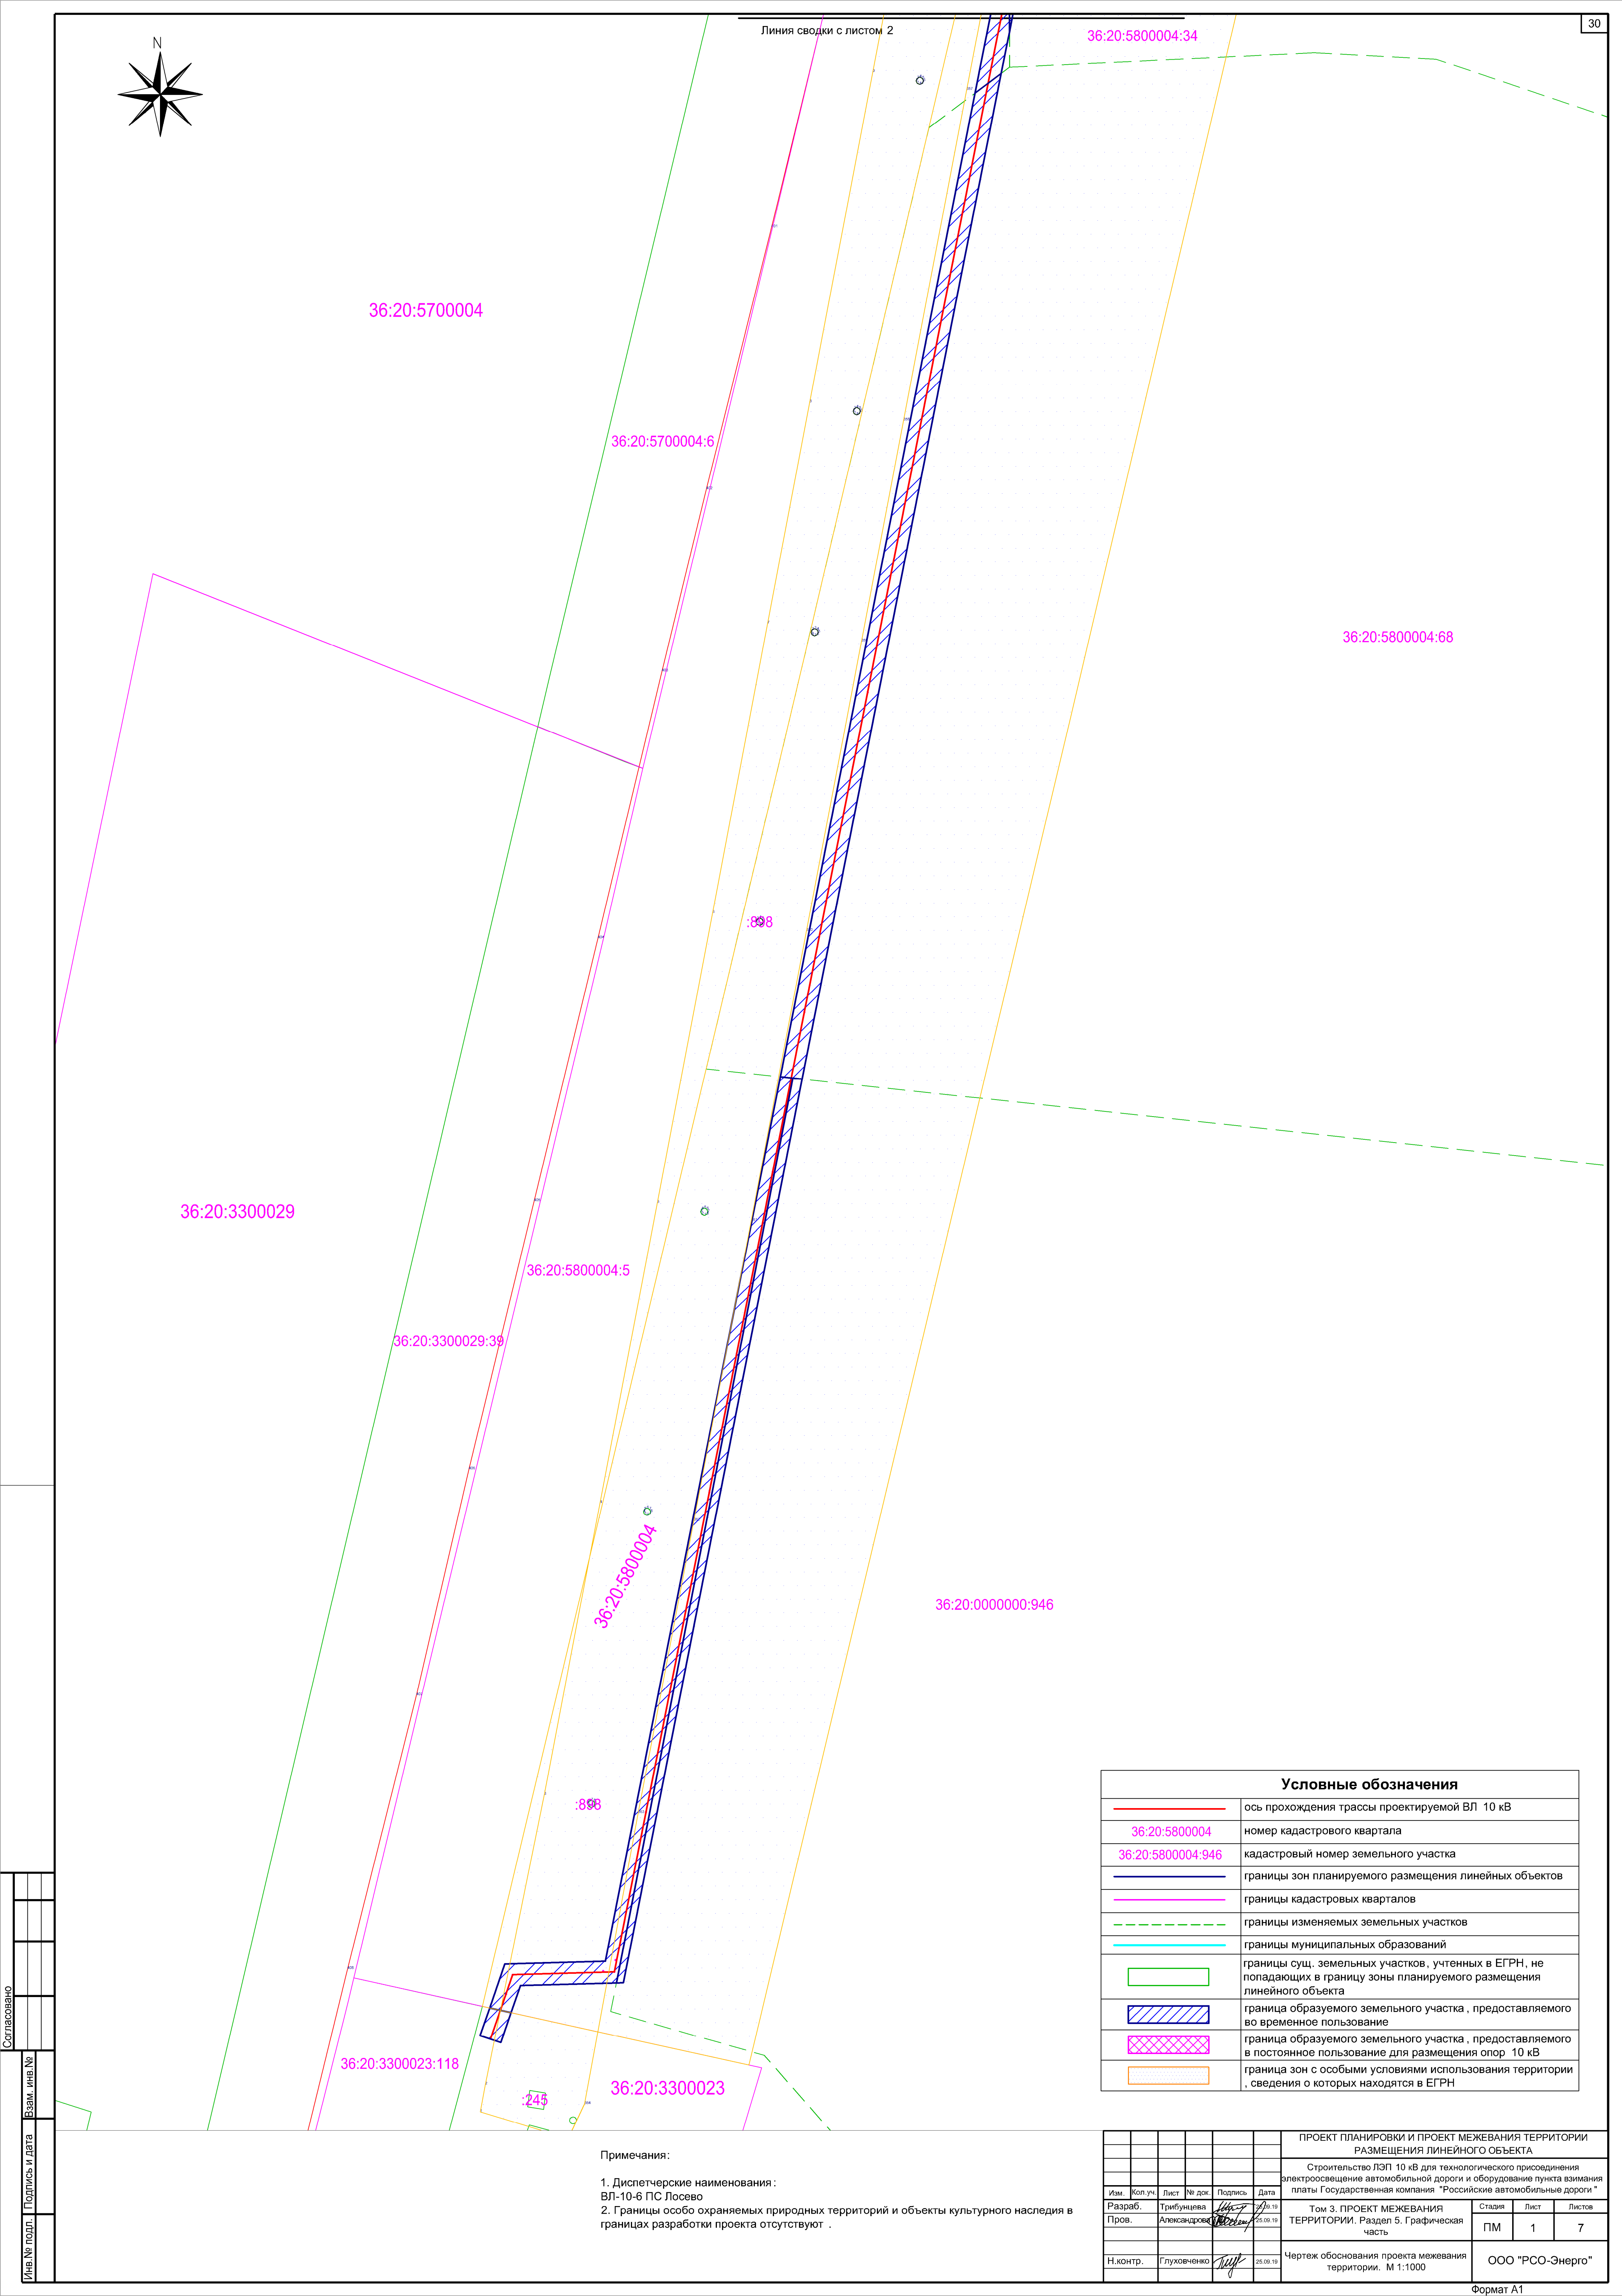 30
Линия сводки с листом 2
36:20:5800004:34
N
36:20:5700004
36:20:5700004:6
36:20:5800004:68
:898
36:20:3300029
36:20:5800004:5
36:20:3300029:39
36:20:5800004
36:20:0000000:946
:898
36:20:3300023:118
36:20:3300023
:245
Условные обозначения
ось прохождения трассы проектируемой ВЛ 10 кВ
36:20:5800004
номер кадастрового квартала
36:20:5800004:946
кадастровый номер земельного участка
границы зон планируемого размещения линейных объектов
границы кадастровых кварталов
границы изменяемых земельных участков
границы муниципальных образований
границы сущ. земельных участков, учтенных в ЕГРН, не
попадающих в границу зоны планируемого размещения
линейного объекта
граница образуемого земельного участка , предоставляемого
во временное пользование
граница образуемого земельного участка , предоставляемого
в постоянное пользование для размещения опор 10 кВ
граница зон с особыми условиями использования территории
, сведения о которых находятся в ЕГРН
Примечания:
1. Диспетчерские наименования:
ВЛ-10-6 ПС Лосево
2. Границы особо охраняемых природных территорий и объекты культурного наследия в
границах разработки проекта отсутствуют .
Согласовано
Взам. инв.№
Подпись и дата
Инв.№ подл.
ПРОЕКТ ПЛАНИРОВКИ И ПРОЕКТ МЕЖЕВАНИЯ ТЕРРИТОРИИ
РАЗМЕЩЕНИЯ ЛИНЕЙНОГО ОБЪЕКТА
Строительство ЛЭП 10 кВ для технологического присоединения
электроосвещение автомобильной дороги и оборудование пункта взимания
платы Государственная компания "Российские автомобильные дороги "
Изм. Кол.уч. Лист № док. Подпись Дата
Разраб. Трибунцева 25.09.19
Пров. Александрова 25.09.19
Н.контр. Глуховченко 25.09.19
Том 3. ПРОЕКТ МЕЖЕВАНИЯ
ТЕРРИТОРИИ. Раздел 5. Графическая
часть
Стадия Лист Листов
ПМ 1 7
Чертеж обоснования проекта межевания
территории. М 1:1000
ООО "РСО-Энерго"
Формат А1